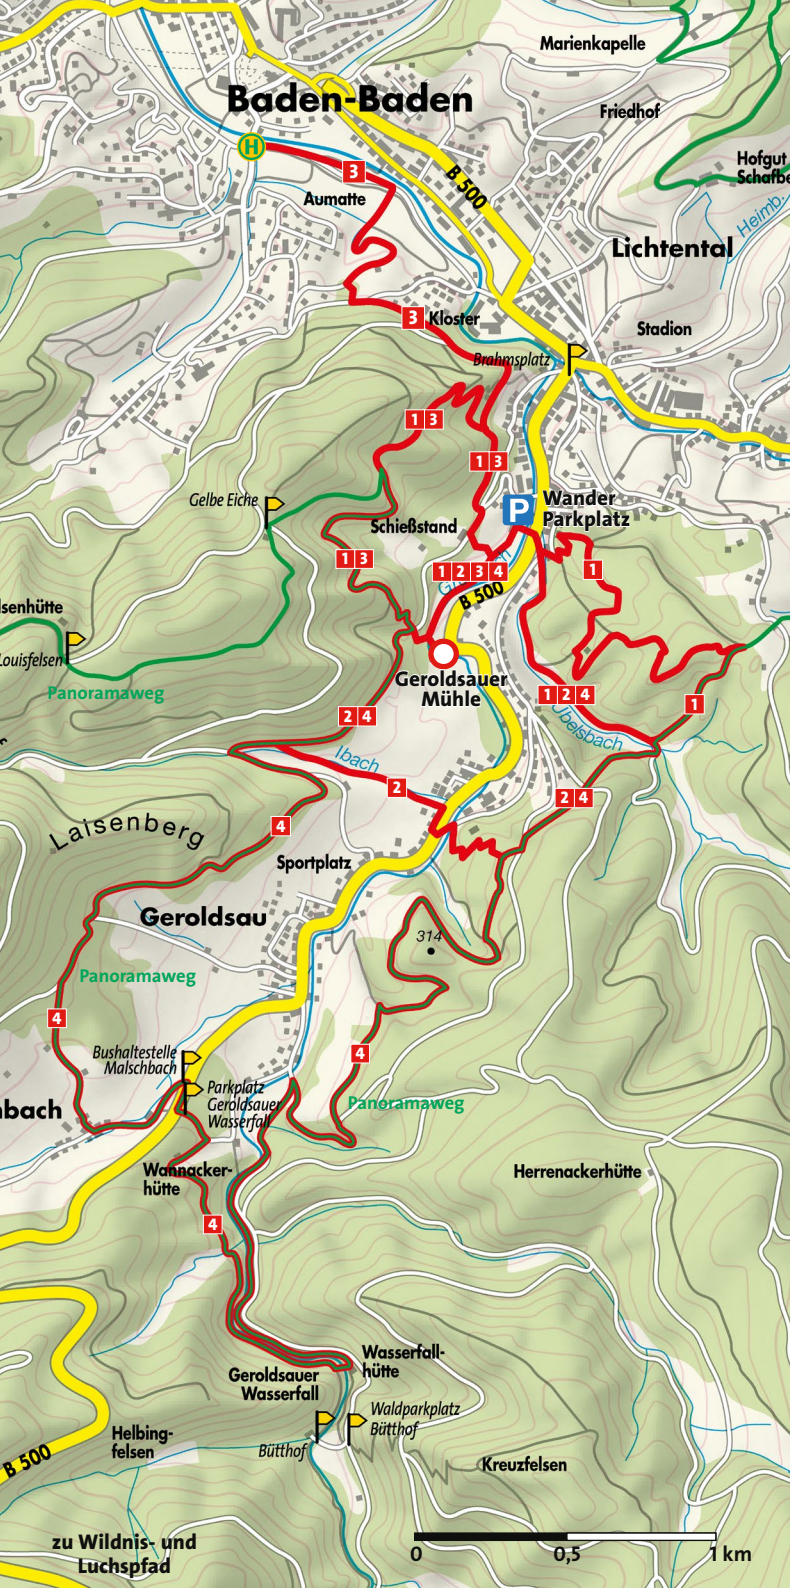 Marienkapelle
Baden-Baden
Friedhof
H
B 500
Hofgut
3
Aumatte
Heimb.
Lichtental
3
Kloster
Stadion
Brahmsplatz
1 3
1 3
Gelbe Eiche
P
Wander
Parkplatz
Schießstand
1 3
1 2 3 4
1
B 500
Louisfelsen
Geroldsauer
Mühle
Panoramaweg
1 2 4
1
2 4
Übelsbach
Ibach
2
2 4
Laisenberg
4
Sportplatz
Geroldsau
314
Panoramaweg
4
4
Bushaltestelle
Malschbach
Parkplatz
Geroldsauer
Wasserfall
Panoramaweg
Wannacker-
hütte
Herrenackerhütte
4
Wasserfall-
hütte
Geroldsauer
Wasserfall
Waldparkplatz
Bütthof
Helbing-
felsen
Bütthof
B 500
Kreuzfelsen
zu Wildnis- und
Luchspfad
0 0,5 1 km